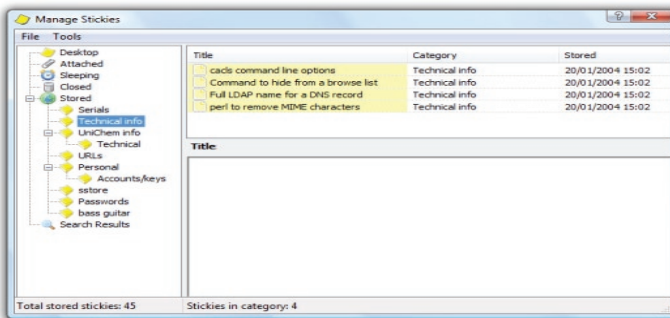 Manage Stickies
File Tools
Desktop
Attached
Sleeping
Closed
Stored
Serials
Technical info
UniChem info
Technical
URLs
Personal
Accounts/keys
sstore
Passwords
bass guitar
Search Results
Title Category Stored
cacls command line options Technical info 20/01/2004 15:02
Command to hide from a browse list Technical info 20/01/2004 15:02
Full LDAP name for a DNS record Technical info 20/01/2004 15:02
perl to remove MIME characters Technical info 20/01/2004 15:02
Title:
Total stored stickies: 45 Stickies in category: 4